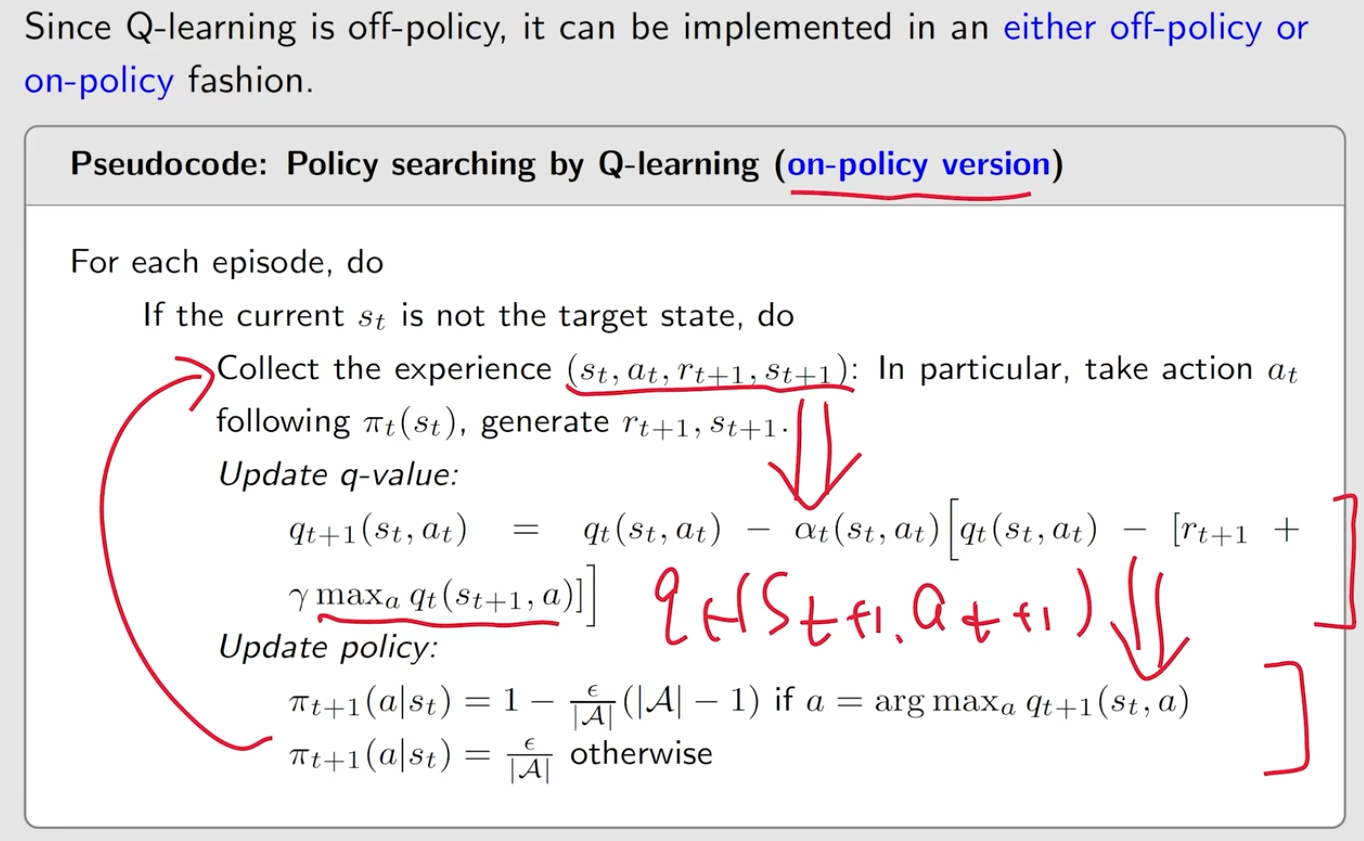 Since Q-learning is off-policy, it can be implemented in an either off-policy or
on-policy fashion.
Pseudocode: Policy searching by Q-learning (on-policy version)
For each episode, do
If the current $s_t$ is not the target state, do
Collect the experience $(s_t, a_t, r_{t+1}, s_{t+1})$: In particular, take action $a_t$
following $\pi_t(s_t)$, generate $r_{t+1}, s_{t+1}$.
Update q-value:
$q_{t+1}(s_t, a_t) = q_t(s_t, a_t) - \alpha_t(s_t, a_t)\Big[q_t(s_t, a_t) - [r_{t+1} +$
$\gamma \max_a q_t(s_{t+1}, a)]\Big]$ $q_t(s_{t+1}, a_{t+1})$
Update policy:
$\pi_{t+1}(a|s_t) = 1 - \frac{\epsilon}{|\mathcal{A}|}(|\mathcal{A}| - 1)$ if $a = \arg\max_a q_{t+1}(s_t, a)$
$\pi_{t+1}(a|s_t) = \frac{\epsilon}{|\mathcal{A}|}$ otherwise